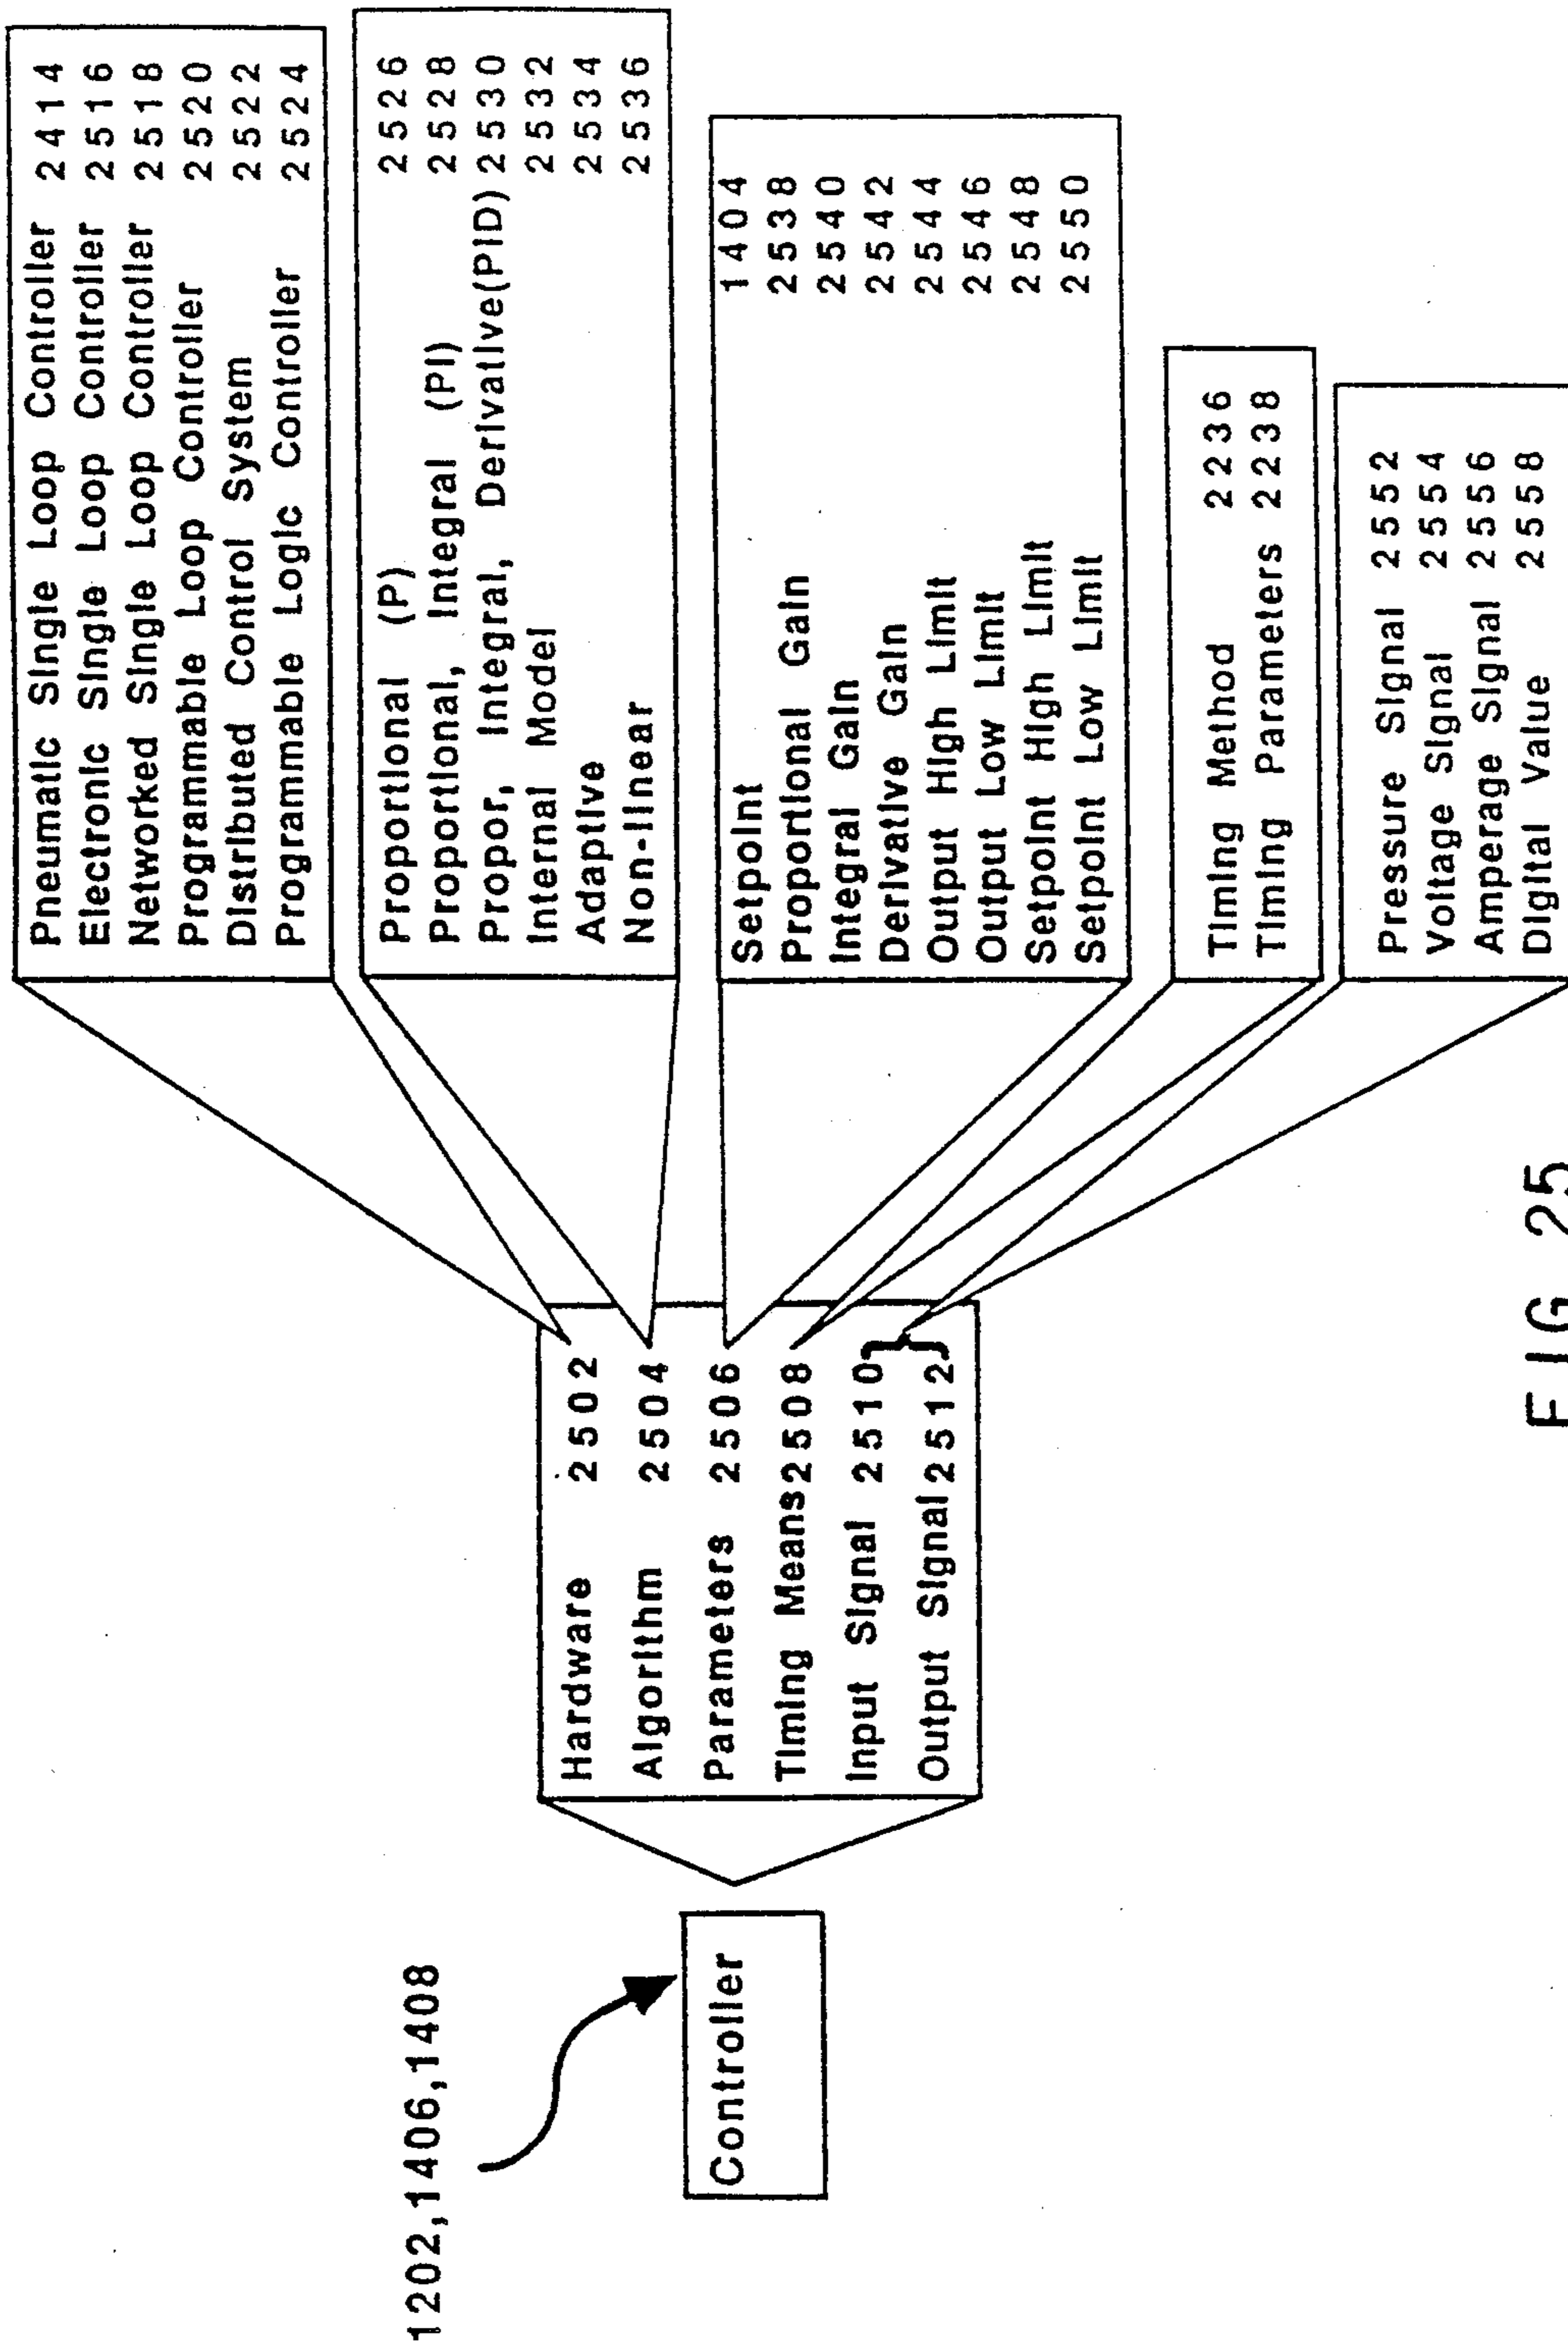 1202,1406,1408
Controller
Hardware 2502
Algorithm 2504
Parameters 2506
Timing Means 2508
Input Signal 2510
Output Signal 2512
Pneumatic Single Loop Controller 2414
Electronic Single Loop Controller 2516
Networked Single Loop Controller 2518
Programmable Loop Controller 2520
Distributed Control System 2522
Programmable Logic Controller 2524
Proportional (P) 2526
Proportional, Integral (PI) 2528
Propor, Integral, Derivative(PID) 2530
Internal Model 2532
Adaptive 2534
Non-linear 2536
Setpoint 1404
Proportional Gain 2538
Integral Gain 2540
Derivative Gain 2542
Output High Limit 2544
Output Low Limit 2546
Setpoint High Limit 2548
Setpoint Low Limit 2550
Timing Method 2236
Timing Parameters 2238
Pressure Signal 2552
Voltage Signal 2554
Amperage Signal 2556
Digital Value 2558
FIG 25